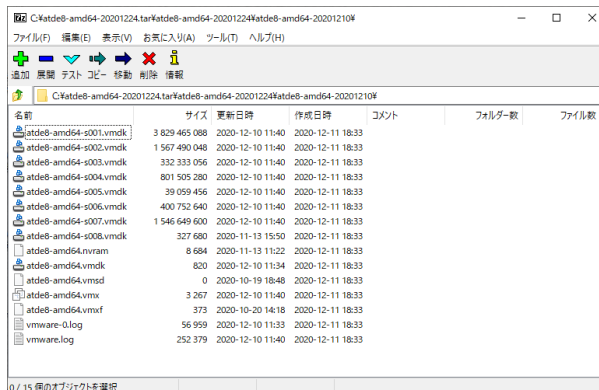 C:¥atde8-amd64-20201224.tar¥atde8-amd64-20201224¥atde8-amd64-20201210¥
ファイル(F) 編集(E) 表示(V) お気に入り(A) ツール(T) ヘルプ(H)
追加 展開 テスト コピー 移動 削除 情報
C:¥atde8-amd64-20201224.tar¥atde8-amd64-20201224¥atde8-amd64-20201210¥
名前 サイズ 更新日時 作成日時 コメント フォルダー数 ファイル数
atde8-amd64-s001.vmdk 3 829 465 088 2020-12-10 11:40 2020-12-11 18:33
atde8-amd64-s002.vmdk 1 567 490 048 2020-12-10 11:40 2020-12-11 18:33
atde8-amd64-s003.vmdk 332 333 056 2020-12-10 11:40 2020-12-11 18:33
atde8-amd64-s004.vmdk 801 505 280 2020-12-10 11:40 2020-12-11 18:33
atde8-amd64-s005.vmdk 39 059 456 2020-12-10 11:40 2020-12-11 18:33
atde8-amd64-s006.vmdk 400 752 640 2020-12-10 11:40 2020-12-11 18:33
atde8-amd64-s007.vmdk 1 546 649 600 2020-12-10 11:40 2020-12-11 18:33
atde8-amd64-s008.vmdk 327 680 2020-11-13 15:50 2020-12-11 18:33
atde8-amd64.nvram 8 684 2020-11-13 11:22 2020-12-11 18:33
atde8-amd64.vmdk 820 2020-12-10 11:34 2020-12-11 18:33
atde8-amd64.vmsd 0 2020-10-19 18:48 2020-12-11 18:33
atde8-amd64.vmx 3 267 2020-12-10 11:40 2020-12-11 18:33
atde8-amd64.vmxf 373 2020-10-20 14:18 2020-12-11 18:33
vmware-0.log 56 959 2020-12-10 11:33 2020-12-11 18:33
vmware.log 252 379 2020-12-10 11:40 2020-12-11 18:33
0 / 15 個のオブジェクトを選択